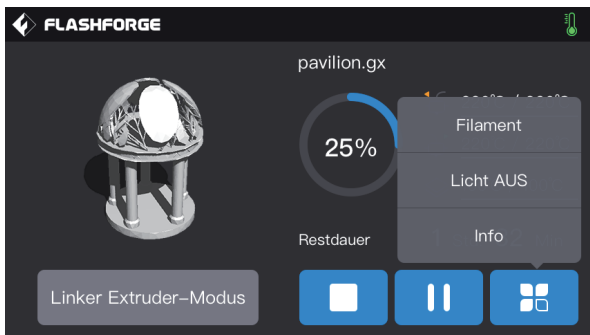 FLASHFORGE
pavilion.gx
25%
Filament
Licht AUS
Info
Restdauer
Linker Extruder-Modus